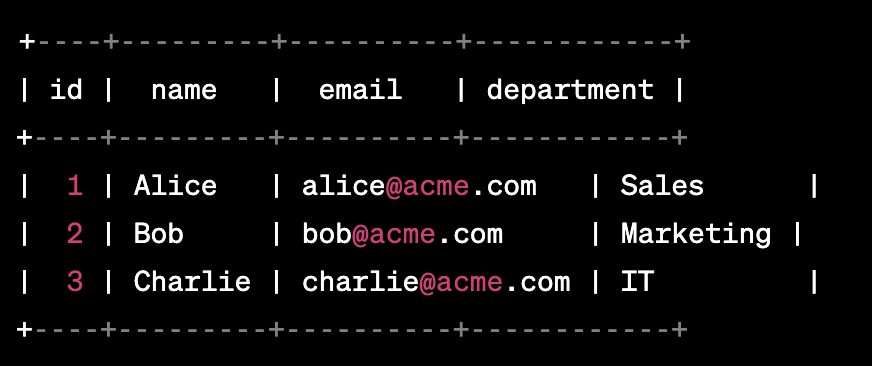 +----+---------+----------+------------+
| id |  name   |  email   | department |
+----+---------+----------+------------+
|  1 | Alice   | alice@acme.com   | Sales      |
|  2 | Bob     | bob@acme.com     | Marketing |
|  3 | Charlie | charlie@acme.com | IT         |
+----+---------+----------+------------+